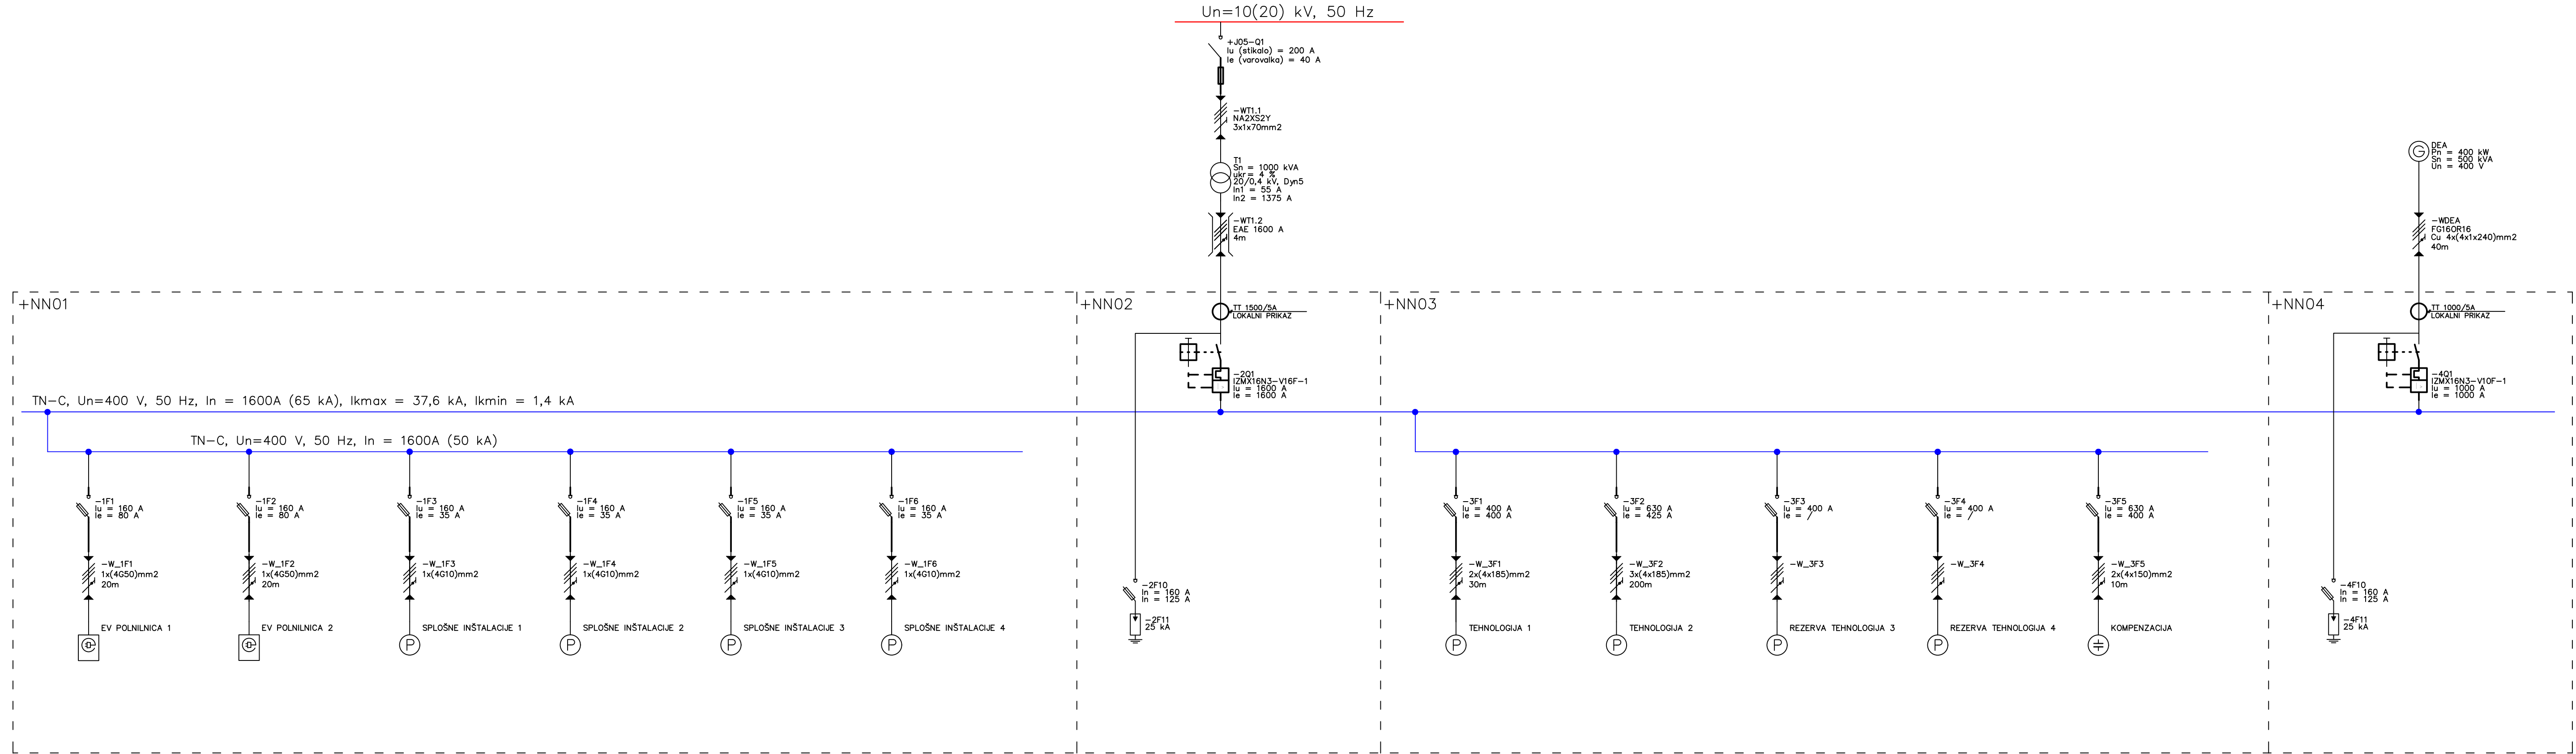 Un=10(20) kV, 50 Hz
+J05-Q1
Iu (stikalo) = 200 A
Ie (varovalka) = 40 A
-WT1.1
NA2XS2Y
3x1x70mm2
T1
Sn = 1000 kVA
ukr= 4 %
20/0,4 kV, Dyn5
In1 = 55 A
In2 = 1375 A
-WT1.2
EAE 1600 A
4m
G
DEA
Pn = 400 kW
Sn = 500 kVA
Un = 400 V
-WDEA
FG16OR16
Cu 4x(4x1x240)mm2
40m
+NN01
TN-C, Un=400 V, 50 Hz, In = 1600A (65 kA), Ikmax = 37,6 kA, Ikmin = 1,4 kA
TN-C, Un=400 V, 50 Hz, In = 1600A (50 kA)
-1F1
Iu = 160 A
Ie = 80 A
-W_1F1
1x(4G50)mm2
20m
EV POLNILNICA 1
-1F2
Iu = 160 A
Ie = 80 A
-W_1F2
1x(4G50)mm2
20m
EV POLNILNICA 2
-1F3
Iu = 160 A
Ie = 35 A
-W_1F3
1x(4G10)mm2
SPLOŠNE INŠTALACIJE 1
P
-1F4
Iu = 160 A
Ie = 35 A
-W_1F4
1x(4G10)mm2
SPLOŠNE INŠTALACIJE 2
P
-1F5
Iu = 160 A
Ie = 35 A
-W_1F5
1x(4G10)mm2
SPLOŠNE INŠTALACIJE 3
P
-1F6
Iu = 160 A
Ie = 35 A
-W_1F6
1x(4G10)mm2
SPLOŠNE INŠTALACIJE 4
P
+NN02
TT 1500/5A
LOKALNI PRIKAZ
-2Q1
IZMX16N3-V16F-1
Iu = 1600 A
Ie = 1600 A
-2F10
In = 160 A
In = 125 A
-2F11
25 kA
+NN03
-3F1
Iu = 400 A
Ie = 400 A
-W_3F1
2x(4x185)mm2
30m
TEHNOLOGIJA 1
P
-3F2
Iu = 630 A
Ie = 425 A
-W_3F2
3x(4x185)mm2
200m
TEHNOLOGIJA 2
P
-3F3
Iu = 400 A
Ie = /
-W_3F3
REZERVA TEHNOLOGIJA 3
P
-3F4
Iu = 400 A
Ie = /
-W_3F4
REZERVA TEHNOLOGIJA 4
P
-3F5
Iu = 630 A
Ie = 400 A
-W_3F5
2x(4x150)mm2
10m
KOMPENZACIJA
+NN04
TT 1000/5A
LOKALNI PRIKAZ
-4Q1
IZMX16N3-V10F-1
Iu = 1000 A
Ie = 1000 A
-4F10
In = 160 A
In = 125 A
-4F11
25 kA